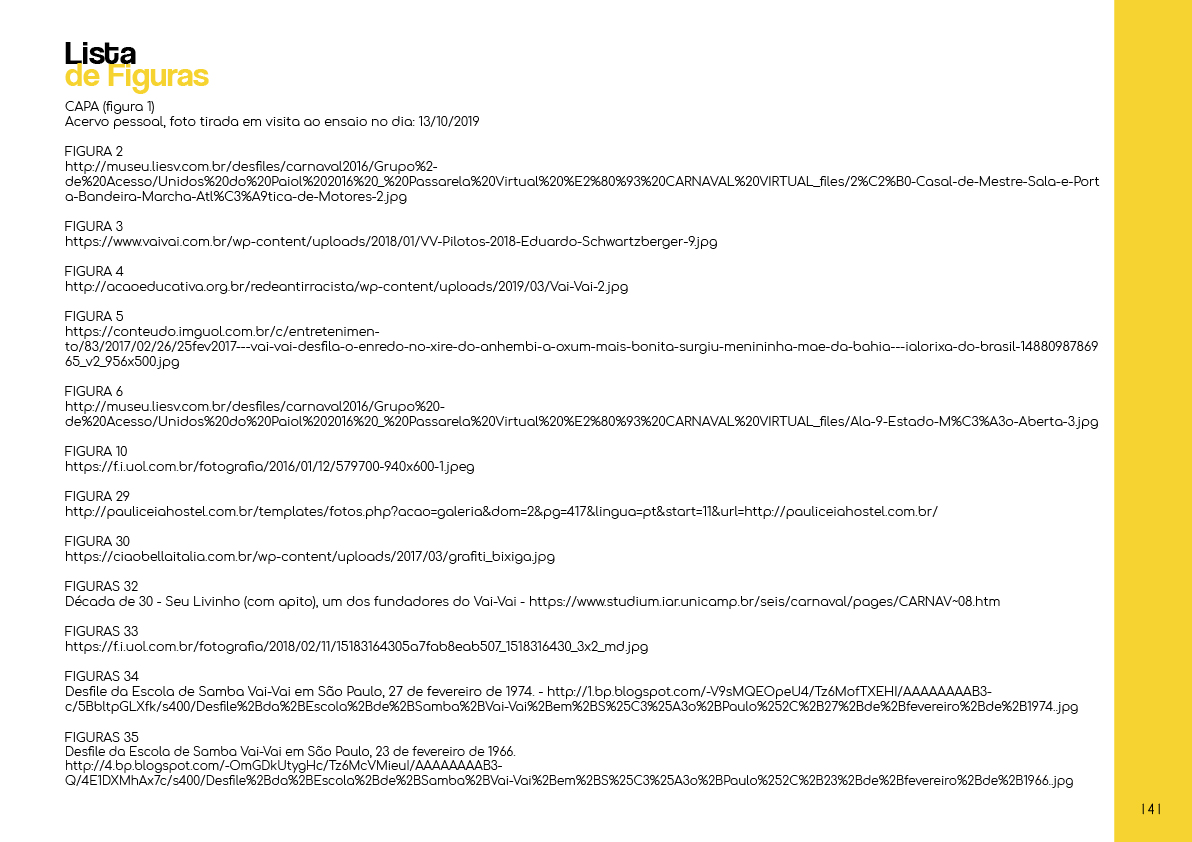 Lista
de Figuras
CAPA (figura 1)
Acervo pessoal, foto tirada em visita ao ensaio no dia: 13/10/2019
FIGURA 2
http://museu.liesv.com.br/desfiles/carnaval2016/Grupo%2-
de%20Acesso/Unidos%20do%20Paiol%202016%20_%20Passarela%20Virtual%20%E2%80%93%20CARNAVAL%20VIRTUAL_files/2%C2%B0-Casal-de-Mestre-Sala-e-Port
a-Bandeira-Marcha-Atl%C3%A9tica-de-Motores-2.jpg
FIGURA 3
https://www.vaivai.com.br/wp-content/uploads/2018/01/VV-Pilotos-2018-Eduardo-Schwartzberger-9.jpg
FIGURA 4
http://acaoeducativa.org.br/redeantirracista/wp-content/uploads/2019/03/Vai-Vai-2.jpg
FIGURA 5
https://conteudo.imguol.com.br/c/entretenimen-
to/83/2017/02/26/25fev2017---vai-vai-desfila-o-enredo-no-xire-do-anhembi-a-oxum-mais-bonita-surgiu-menininha-mae-da-bahia---ialorixa-do-brasil-14880987869
65_v2_956x500.jpg
FIGURA 6
http://museu.liesv.com.br/desfiles/carnaval2016/Grupo%20-
de%20Acesso/Unidos%20do%20Paiol%202016%20_%20Passarela%20Virtual%20%E2%80%93%20CARNAVAL%20VIRTUAL_files/Ala-9-Estado-M%C3%A3o-Aberta-3.jpg
FIGURA 10
https://f.i.uol.com.br/fotografia/2016/01/12/579700-940x600-1.jpeg
FIGURA 29
http://pauliceiahostel.com.br/templates/fotos.php?acao=galeria&dom=2&pg=417&lingua=pt&start=11&url=http://pauliceiahostel.com.br/
FIGURA 30
https://ciaobellaitalia.com.br/wp-content/uploads/2017/03/grafiti_bixiga.jpg
FIGURAS 32
Década de 30 - Seu Livinho (com apito), um dos fundadores do Vai-Vai - https://www.studium.iar.unicamp.br/seis/carnaval/pages/CARNAV~08.htm
FIGURAS 33
https://f.i.uol.com.br/fotografia/2018/02/11/15183164305a7fab8eab507_1518316430_3x2_md.jpg
FIGURAS 34
Desfile da Escola de Samba Vai-Vai em São Paulo, 27 de fevereiro de 1974. - http://1.bp.blogspot.com/-V9sMQEOpeU4/Tz6MofTXEHI/AAAAAAAAB3-
c/5BbltpGLXfk/s400/Desfile%2Bda%2BEscola%2Bde%2BSamba%2BVai-Vai%2Bem%2BS%25C3%25A3o%2BPaulo%252C%2B27%2Bde%2Bfevereiro%2Bde%2B1974..jpg
FIGURAS 35
Desfile da Escola de Samba Vai-Vai em São Paulo, 23 de fevereiro de 1966.
http://4.bp.blogspot.com/-OmGDkUtygHc/Tz6McVMieuI/AAAAAAAAB3-
Q/4E1DXMhAx7c/s400/Desfile%2Bda%2BEscola%2Bde%2BSamba%2BVai-Vai%2Bem%2BS%25C3%25A3o%2BPaulo%252C%2B23%2Bde%2Bfevereiro%2Bde%2B1966..jpg
| 4 |